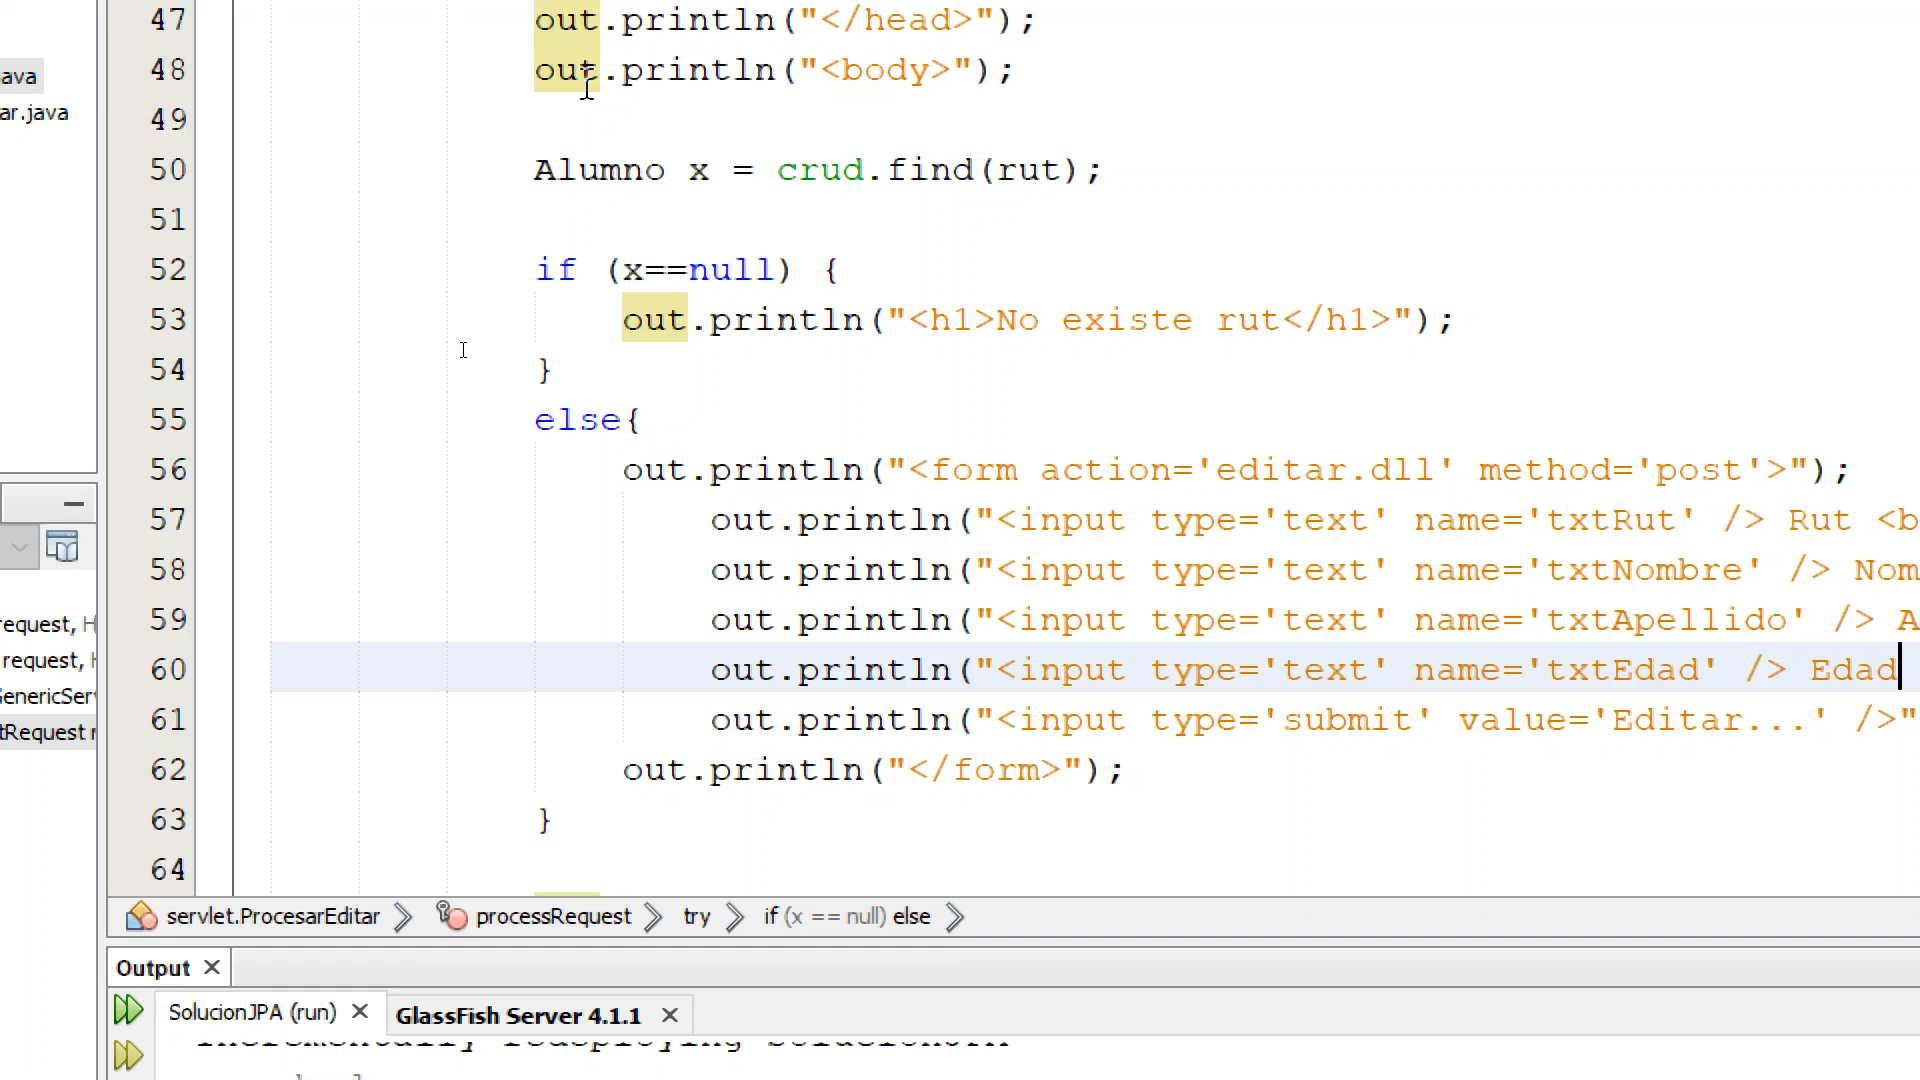 47 out.println("</head>");
48 out.println("<body>");
49
50 Alumno x = crud.find(rut);
51
52 if (x==null) {
53 out.println("<h1>No existe rut</h1>");
54 }
55 else{
56 out.println("<form action='editar.dll' method='post'>");
57 out.println("<input type='text' name='txtRut' /> Rut <b
58 out.println("<input type='text' name='txtNombre' /> Nom
59 out.println("<input type='text' name='txtApellido' /> A
60 out.println("<input type='text' name='txtEdad' /> Edad
61 out.println("<input type='submit' value='Editar...' />"
62 out.println("</form>");
63 }
64
ava
ar.java
request, H
request, H
GenericServ
tRequest r
servlet.ProcesarEditar processRequest try if (x == null) else
Output
SolucionJPA (run) GlassFish Server 4.1.1